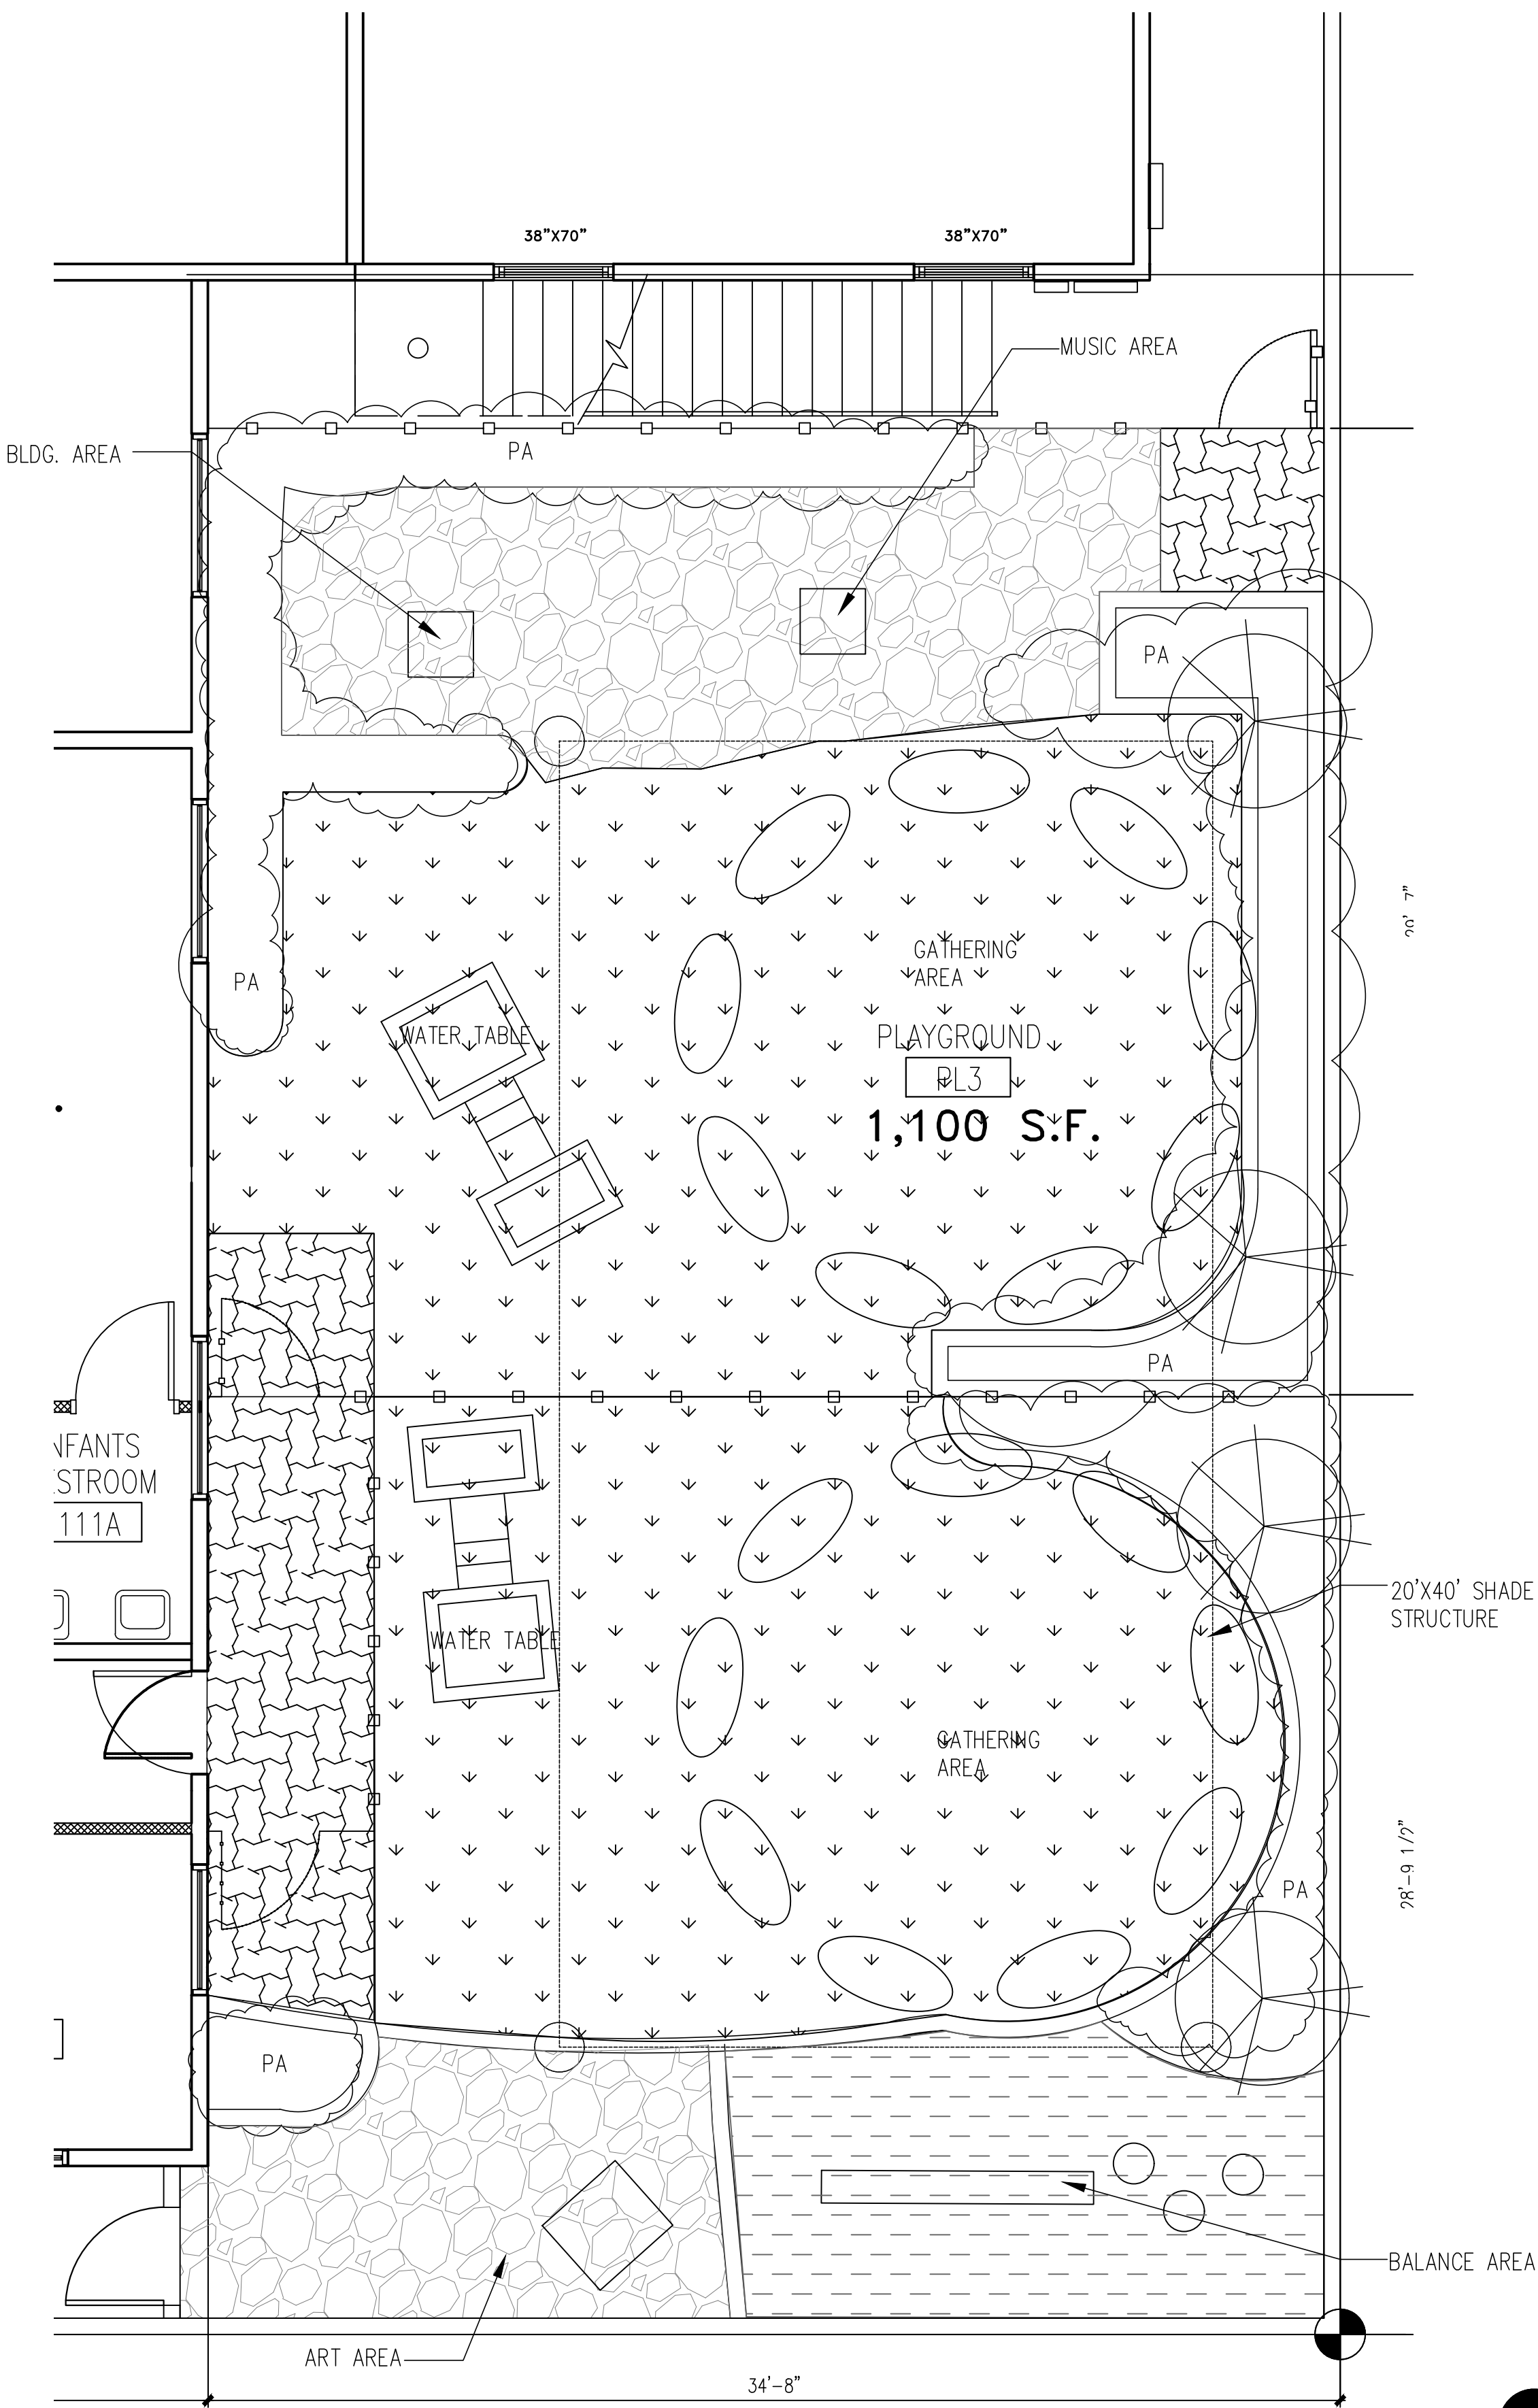 38"X70"
38"X70"
MUSIC AREA
BLDG. AREA
PA
PA
GATHERING
AREA
PA
WATER TABLE
PLAYGROUND
PL3
1,100 S.F.
PA
NFANTS
STROOM
111A
20'X40' SHADE
STRUCTURE
WATER TABLE
GATHERING
AREA
28'-9 1/2"
PA
PA
BALANCE AREA
ART AREA
34'-8"